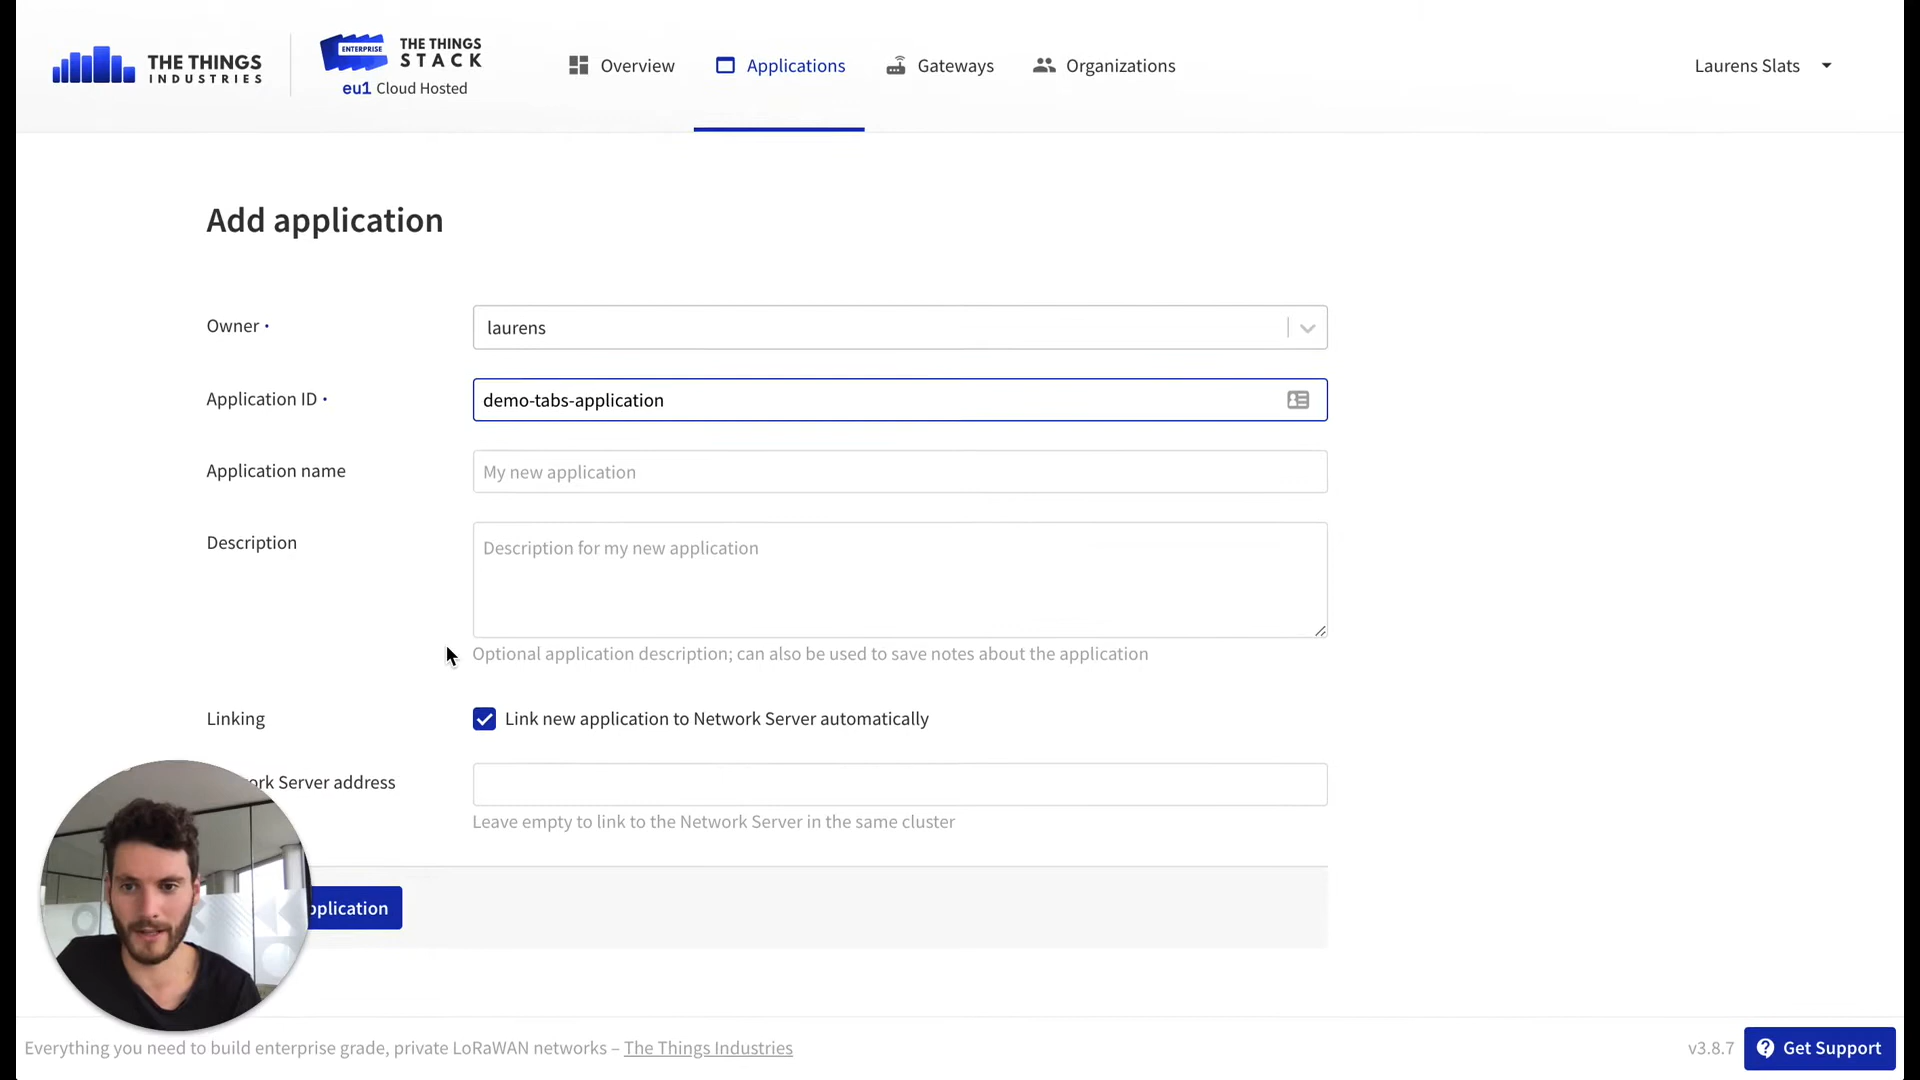 THE THINGS
INDUSTRIES
ENTERPRISE
THE THINGS
STACK
eu1 Cloud Hosted
Overview
Applications
Gateways
Organizations
Laurens Slats
Add application
Owner •
laurens
Application ID •
demo-tabs-application
Application name
My new application
Description
Description for my new application
Optional application description; can also be used to save notes about the application
Linking
Link new application to Network Server automatically
ork Server address
Leave empty to link to the Network Server in the same cluster
pplication
Everything you need to build enterprise grade, private LoRaWAN networks – The Things Industries
v3.8.7
Get Support